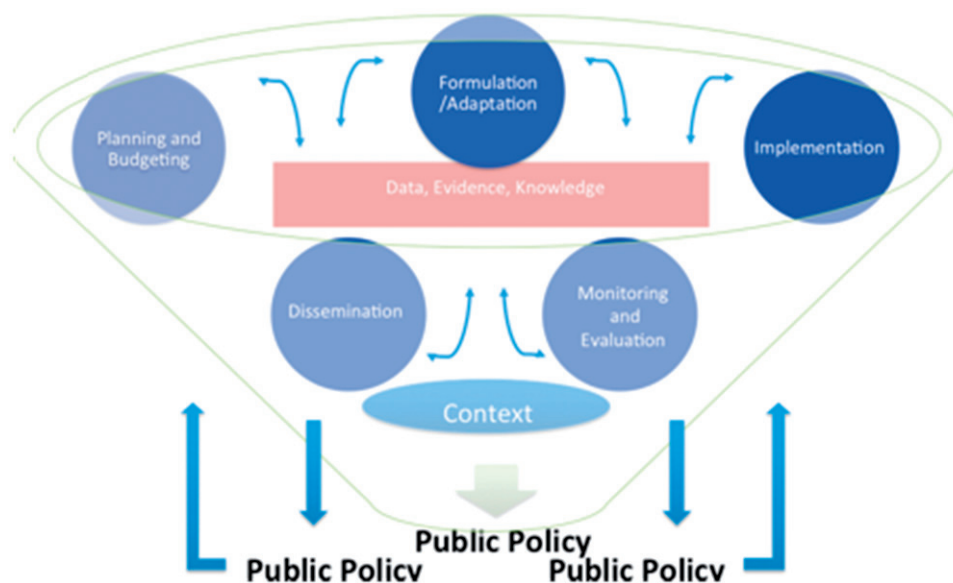 Formulation
/Adaptation
Planning and
Budgeting
Implementation
Data, Evidence, Knowledge
Dissemination
Monitoring
and
Evaluation
Context
Public Policy
Public Policy
Public Policy